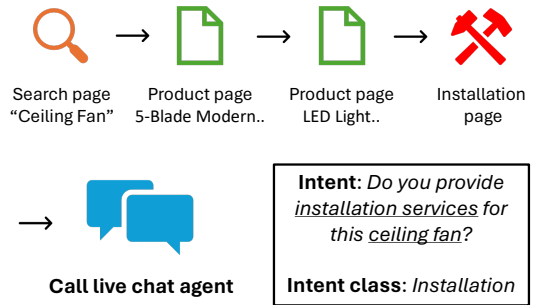 Search page
“Ceiling Fan”
Product page
5-Blade Modern..
Product page
LED Light..
Installation
page
Call live chat agent
Intent: Do you provide
installation services for
this ceiling fan?
Intent class: Installation